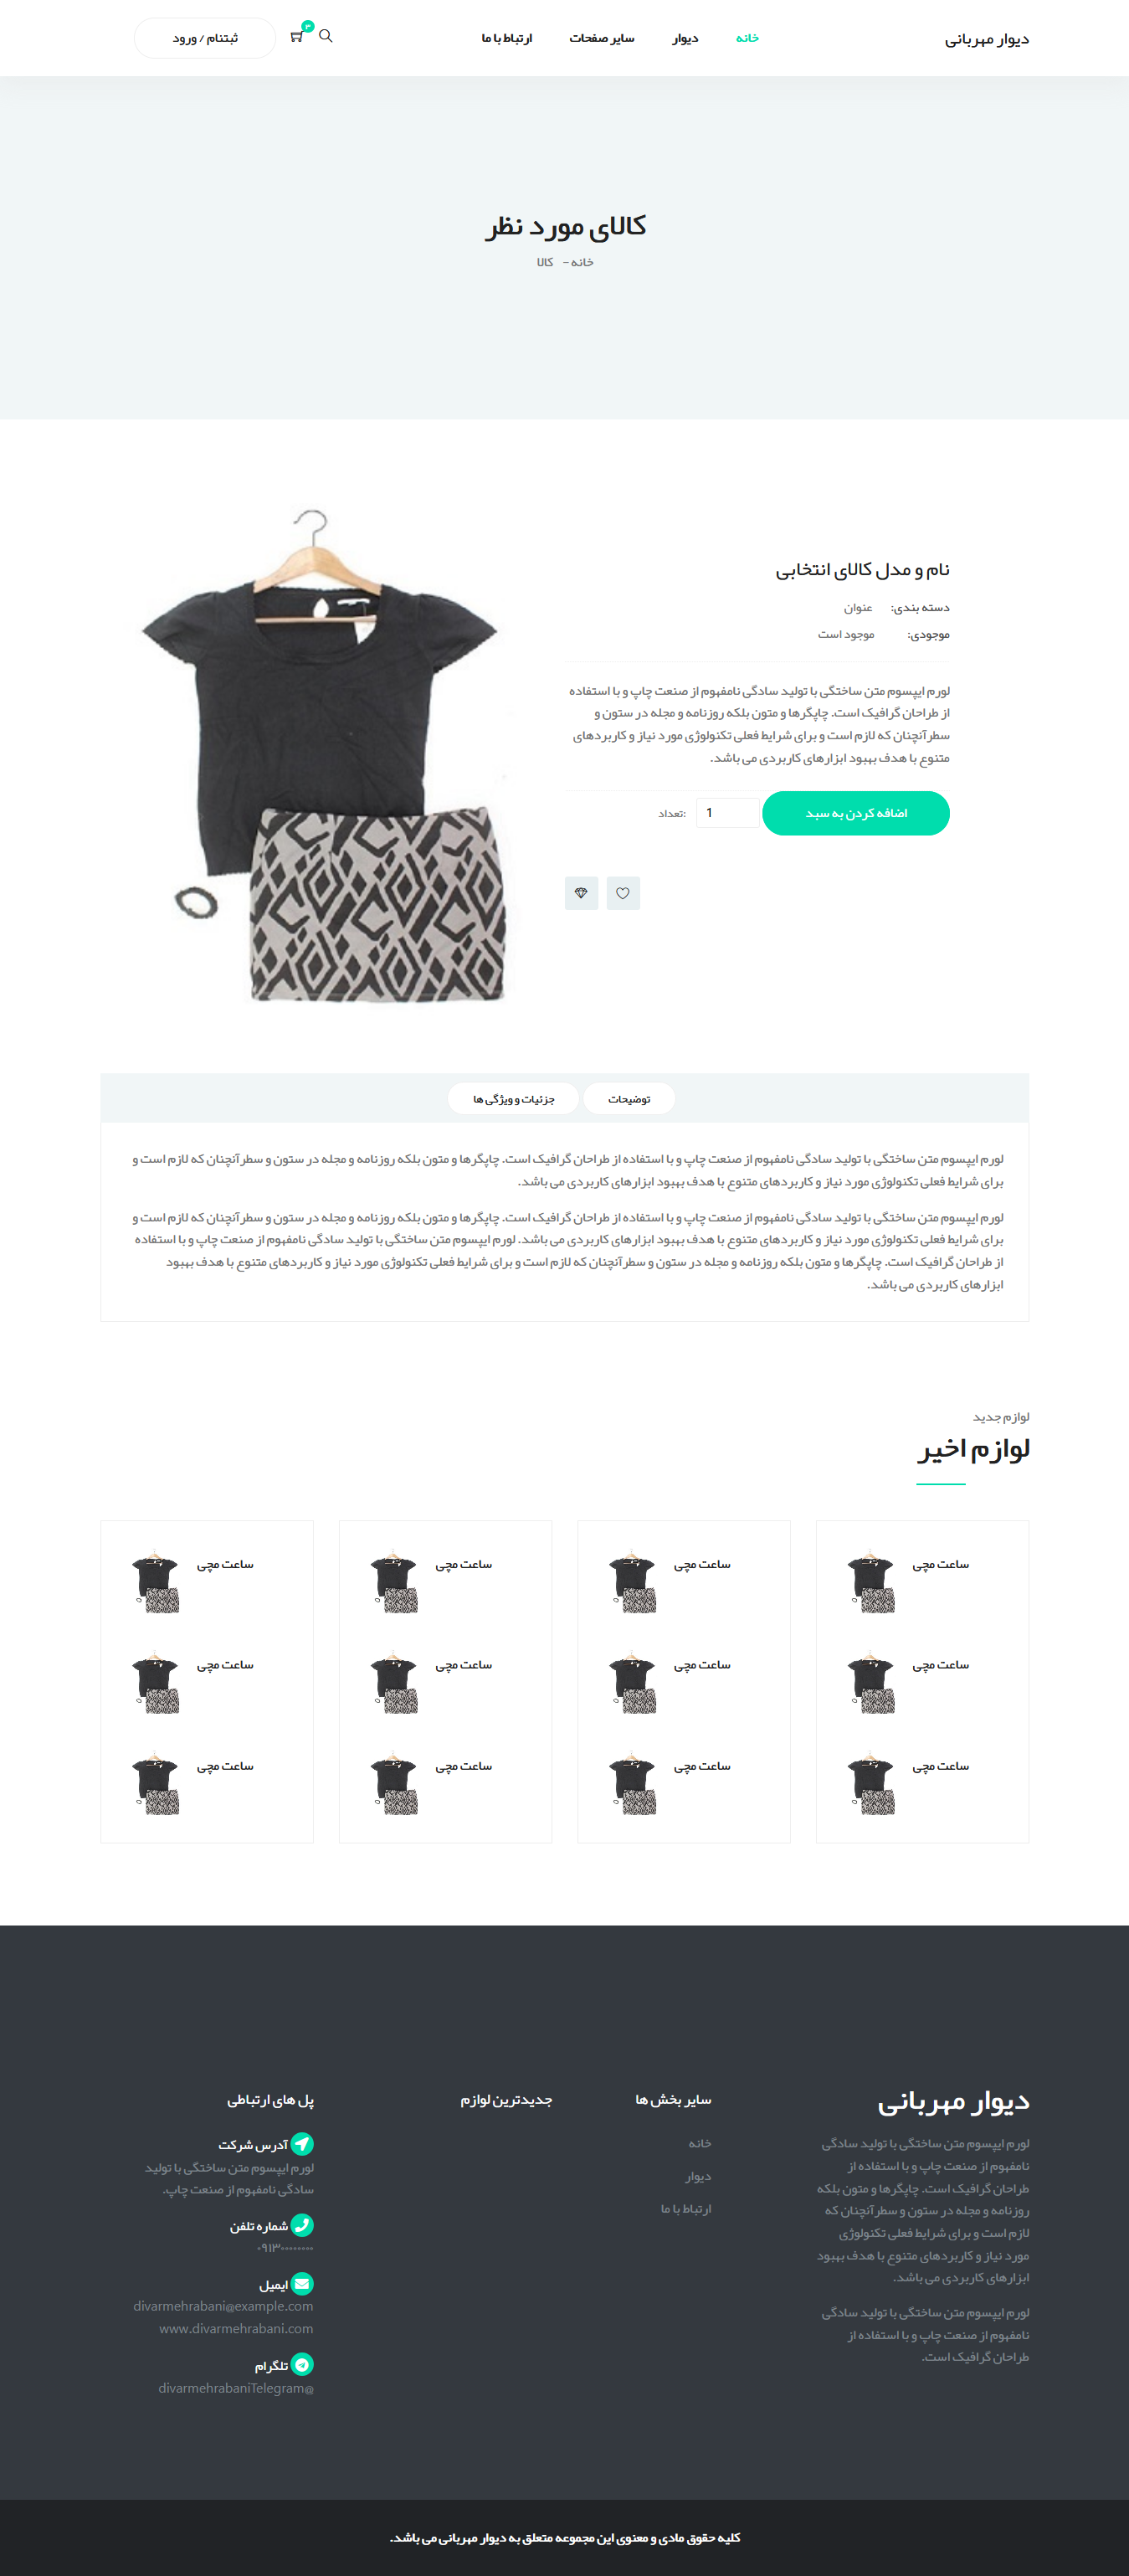 دیوار مهربانی
خانه
دیوار
سایر صفحات
ارتباط با ما
۳
ثبتنام / ورود
کالای مورد نظر
خانه – کالا
نام و مدل کالای انتخابی
دسته بندی: عنوان
موجودی: موجود است
لورم ایپسوم متن ساختگی با تولید سادگی نامفهوم از صنعت چاپ و با استفاده
از طراحان گرافیک است. چاپگرها و متون بلکه روزنامه و مجله در ستون و
سطرآنچنان که لازم است و برای شرایط فعلی تکنولوژی مورد نیاز و کاربردهای
متنوع با هدف بهبود ابزارهای کاربردی می باشد.
اضافه کردن به سبد
1
تعداد:
توضیحات
جزئیات و ویژگی ها
لورم ایپسوم متن ساختگی با تولید سادگی نامفهوم از صنعت چاپ و با استفاده از طراحان گرافیک است. چاپگرها و متون بلکه روزنامه و مجله در ستون و سطرآنچنان که لازم است و
برای شرایط فعلی تکنولوژی مورد نیاز و کاربردهای متنوع با هدف بهبود ابزارهای کاربردی می باشد.
لورم ایپسوم متن ساختگی با تولید سادگی نامفهوم از صنعت چاپ و با استفاده از طراحان گرافیک است. چاپگرها و متون بلکه روزنامه و مجله در ستون و سطرآنچنان که لازم است و
برای شرایط فعلی تکنولوژی مورد نیاز و کاربردهای متنوع با هدف بهبود ابزارهای کاربردی می باشد. لورم ایپسوم متن ساختگی با تولید سادگی نامفهوم از صنعت چاپ و با استفاده
از طراحان گرافیک است. چاپگرها و متون بلکه روزنامه و مجله در ستون و سطرآنچنان که لازم است و برای شرایط فعلی تکنولوژی مورد نیاز و کاربردهای متنوع با هدف بهبود
ابزارهای کاربردی می باشد.
لوازم جدید
لوازم اخیر
ساعت مچی
ساعت مچی
ساعت مچی
ساعت مچی
ساعت مچی
ساعت مچی
ساعت مچی
ساعت مچی
ساعت مچی
ساعت مچی
ساعت مچی
ساعت مچی
دیوار مهربانی
لورم ایپسوم متن ساختگی با تولید سادگی
نامفهوم از صنعت چاپ و با استفاده از
طراحان گرافیک است. چاپگرها و متون بلکه
روزنامه و مجله در ستون و سطرآنچنان که
لازم است و برای شرایط فعلی تکنولوژی
مورد نیاز و کاربردهای متنوع با هدف بهبود
ابزارهای کاربردی می باشد.
لورم ایپسوم متن ساختگی با تولید سادگی
نامفهوم از صنعت چاپ و با استفاده از
طراحان گرافیک است.
سایر بخش ها
خانه
دیوار
ارتباط با ما
جدیدترین لوازم
پل های ارتباطی
آدرس شرکت
لورم ایپسوم متن ساختگی با تولید
سادگی نامفهوم از صنعت چاپ.
شماره تلفن
۰۹۱۳۰۰۰۰۰۰۰۰
ایمیل
divarmehrabani@example.com
www.divarmehrabani.com
تلگرام
divarmehrabaniTelegram@
کلیه حقوق مادی و معنوی این مجموعه متعلق به دیوار مهربانی می باشد.